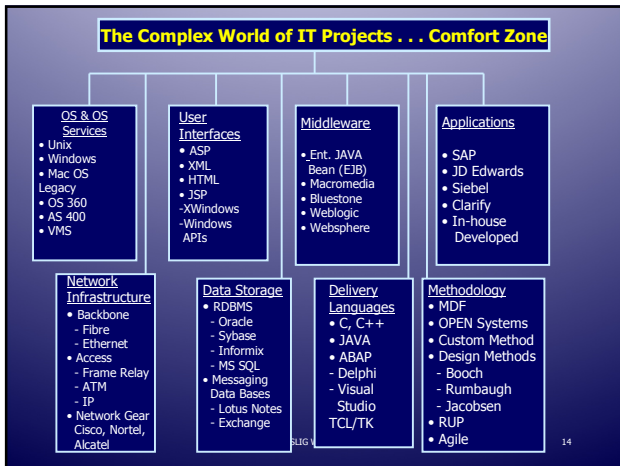 The Complex World of IT Projects . . . Comfort Zone
OS & OS
Services
• Unix
• Windows
• Mac OS
Legacy
• OS 360
• AS 400
• VMS
User
Interfaces
• ASP
• XML
• HTML
• JSP
-XWindows
-Windows
APIs
Middleware
• Ent. JAVA
Bean (EJB)
• Macromedia
• Bluestone
• Weblogic
• Websphere
Applications
• SAP
• JD Edwards
• Siebel
• Clarify
• In-house
Developed
Network
Infrastructure
• Backbone
- Fibre
- Ethernet
• Access
- Frame Relay
- ATM
- IP
• Network Gear
Cisco, Nortel,
Alcatel
Data Storage
• RDBMS
- Oracle
- Sybase
- Informix
- MS SQL
• Messaging
Data Bases
- Lotus Notes
- Exchange
Delivery
Languages
• C, C++
• JAVA
• ABAP
- Delphi
- Visual
Studio
TCL/TK
Methodology
• MDF
• OPEN Systems
• Custom Method
• Design Methods
- Booch
- Rumbaugh
- Jacobsen
• RUP
• Agile
14